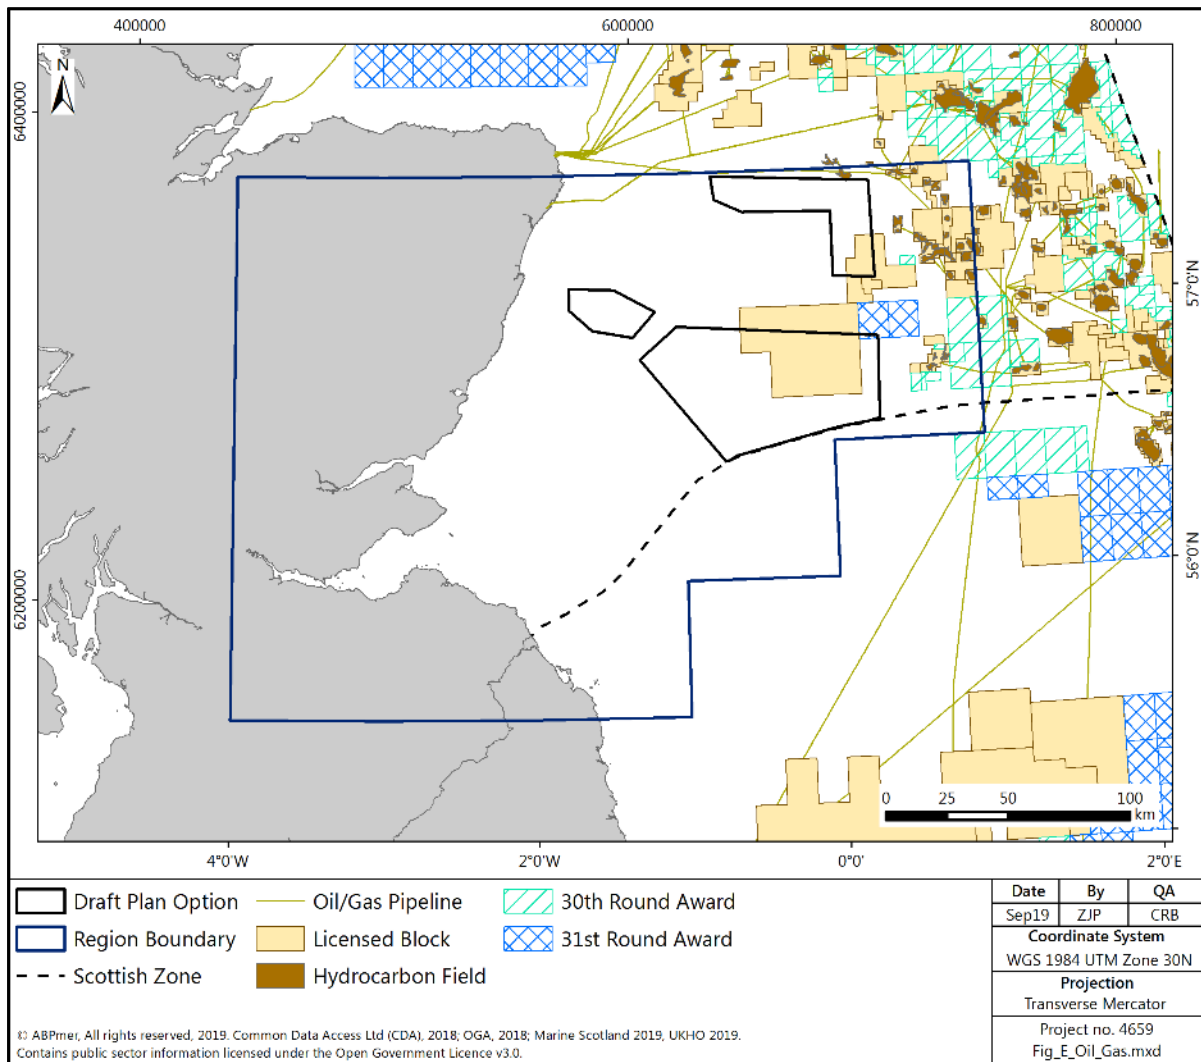 400000 600000 800000
N
6400000
57°0'N
56°0'N
6200000
0 25 50 100
km
4°0'W 2°0'W 0°0' 2°0'E
Draft Plan Option Oil/Gas Pipeline 30th Round Award
Region Boundary Licensed Block 31st Round Award
Scottish Zone Hydrocarbon Field
Date By QA
Sep19 ZJP CRB
Coordinate System
WGS 1984 UTM Zone 30N
Projection
Transverse Mercator
Project no. 4659
Fig_E_Oil_Gas.mxd
© ABPmer, All rights reserved, 2019. Common Data Access Ltd (CDA), 2018; OGA, 2018; Marine Scotland 2019, UKHO 2019.
Contains public sector information licensed under the Open Government Licence v3.0.